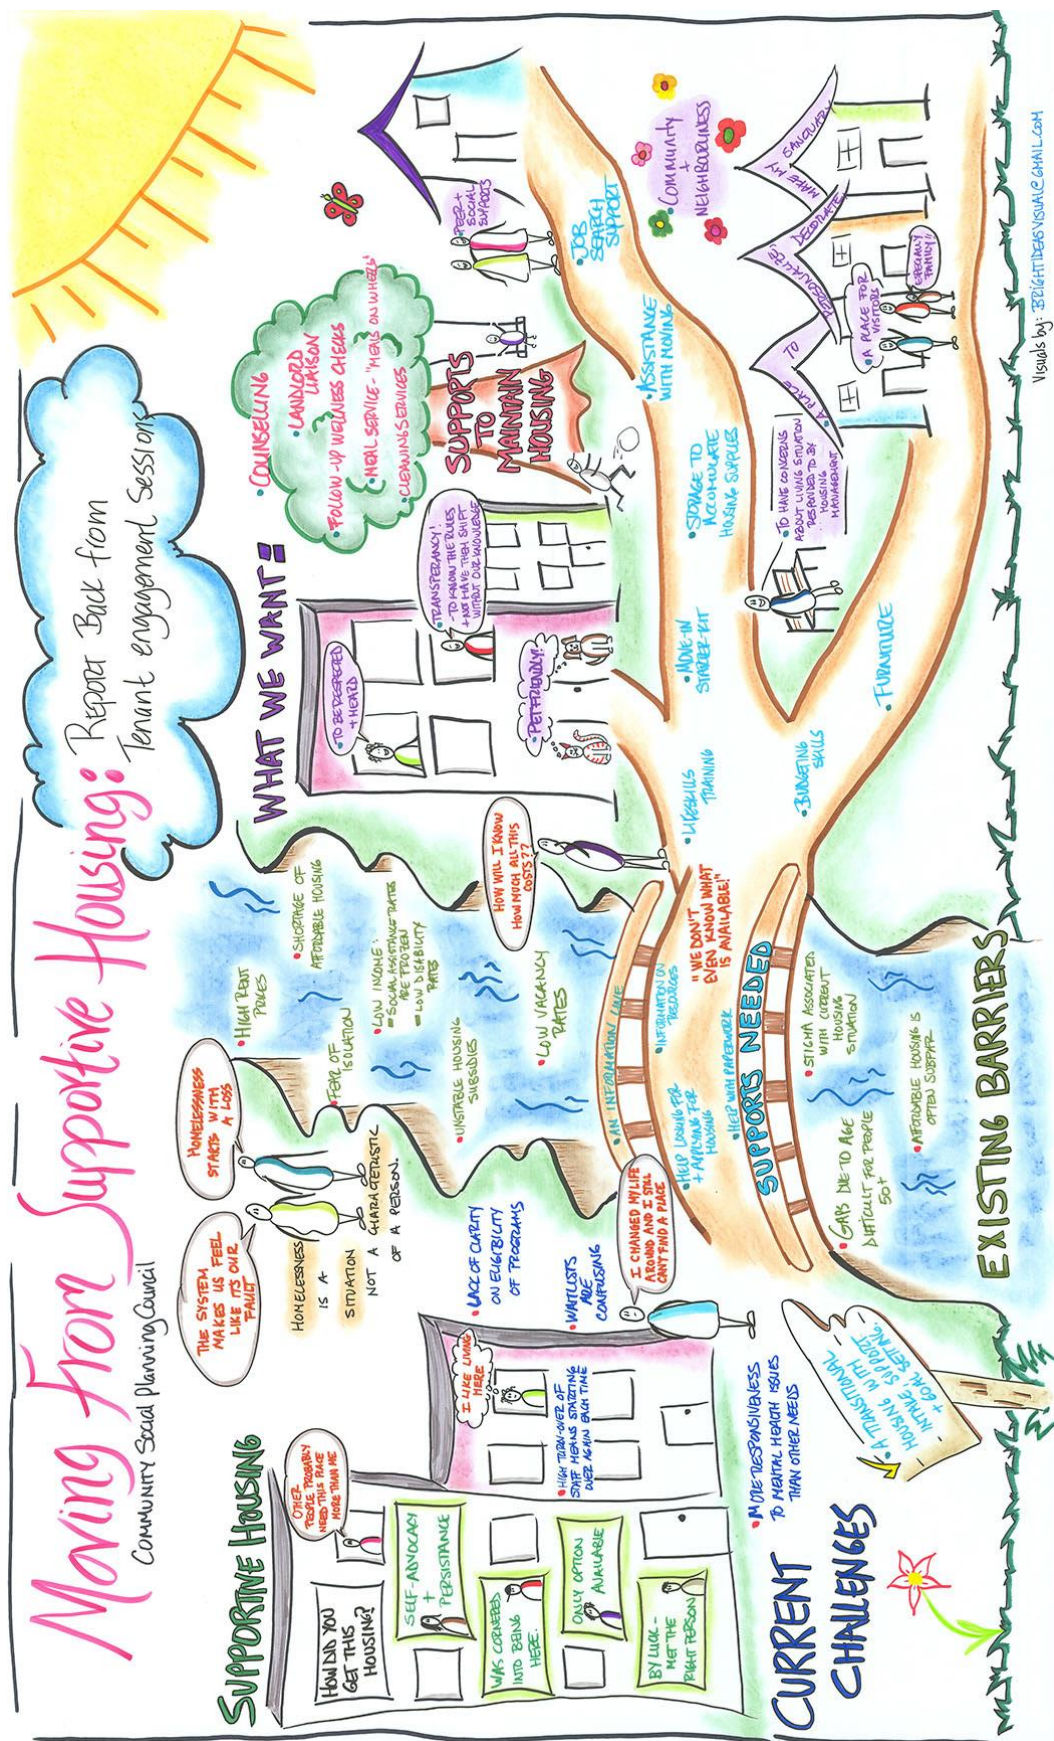 Moving From Supportive Housing:
Community Social Planning Council
Report Back from
Tenant engagement Sessions
SUPPORTIVE HOUSING
HOW DID YOU
GET THIS
HOUSING?
OTHER
PEOPLE PROBABLY
NEED THIS PLACE
MORE THAN ME
SELF-ADVOCACY
+
PERSISTANCE
WAS CORNERED
INTO BEING
HERE.
ONLY OPTION
AVAILABLE
BY LUCK -
MET THE
RIGHT PERSON
I LIKE LIVING
HERE
• HIGH TURN-OVER OF
STAFF MEANS STARTING
OVER AGAIN EACH TIME
THE SYSTEM
MAKES US FEEL
LIKE IT'S OUR
FAULT
HOMELESSNESS
STARTS WITH
A LOSS
HOMELESSNESS
IS A
SITUATION
NOT A CHARACTERISTIC
OF A PERSON.
• LACK OF CLARITY
ON ELIGIBILITY
OF PROGRAMS
• WAITLISTS
ARE
CONFUSING
I CHANGED MY LIFE
AROUND AND I STILL
CAN'T FIND A PLACE
• MORE RESPONSIVENESS
TO MENTAL HEALTH ISSUES
THAN OTHER NEEDS
CURRENT
CHALLENGES
• A TRANSITIONAL
HOUSING WITH
INTAKE SUPPORT
+ GOAL
SETTING.
• HIGH RENT
PRICES
• SHORTAGE OF
AFFORDABLE HOUSING
• FEAR OF
ISOLATION
• LOW INCOME:
- SOCIAL ASSISTANCE RATES
ARE FROZEN
- LOW DISABILITY
RATES
• UNSTABLE HOUSING
SUBSIDIES
• LOW VACANCY
RATES
HOW WILL I KNOW
HOW MUCH ALL THIS
COSTS??
• AN INFORMATION LINE
• INFORMATION ON
RESOURCES
• HELP LOOKING FOR
+ APPLYING FOR
HOUSING
• HELP WITH PAPERWORK
"WE DON'T
EVEN KNOW WHAT
IS AVAILABLE!"
SUPPORTS NEEDED
• STIGMA ASSOCIATED
WITH CURRENT
HOUSING
SITUATION
• GAPS DUE TO AGE
DIFFICULT FOR PEOPLE
50+
• AFFORDABLE HOUSING IS
OFTEN SUBPAR
EXISTING BARRIERS
WHAT WE WANT!!
• TO BE RESPECTED
+ HEARD
• TRANSPERANCY!
- TO KNOW THE RULES
+ NOT HAVE THEM SHIFT
WITHOUT OUR KNOWLEDGE
• PET FRIENDLY!
• COUNSELLING
• LANDLORD
LIAISON
• FOLLOW-UP WELLNESS CHECKS
• MEAL SERVICE - "MEALS ON WHEELS"
• CLEANING SERVICES
SUPPORTS
TO
MAINTAIN
HOUSING
• PEER +
SOCIAL
SUPPORTS
• LIFESKILLS
TRAINING
• MOVE-IN
STARTER-KIT
• STORAGE TO
ACCUMULATE
HOUSING SUPPLIES
• ASSISTANCE
WITH MOVING
• JOB
SEARCH
SUPPORT
• BUDGETING
SKILLS
• FURNITURE
• TO HAVE CONCERNS
ABOUT LIVING SITUATION
RESPONDED TO BY
HOUSING
MANAGEMENT
• COMMUNITY
+
NEIGHBOURLINESS
• A PLACE TO PERSONALIZE, DECORATE, MAKE MY SANQUARY
• A PLACE FOR
VISITORS
ESPECIALLY
FAMILY!!
Visuals by: BRIGHTIDEASVISUAL@GMAIL.COM